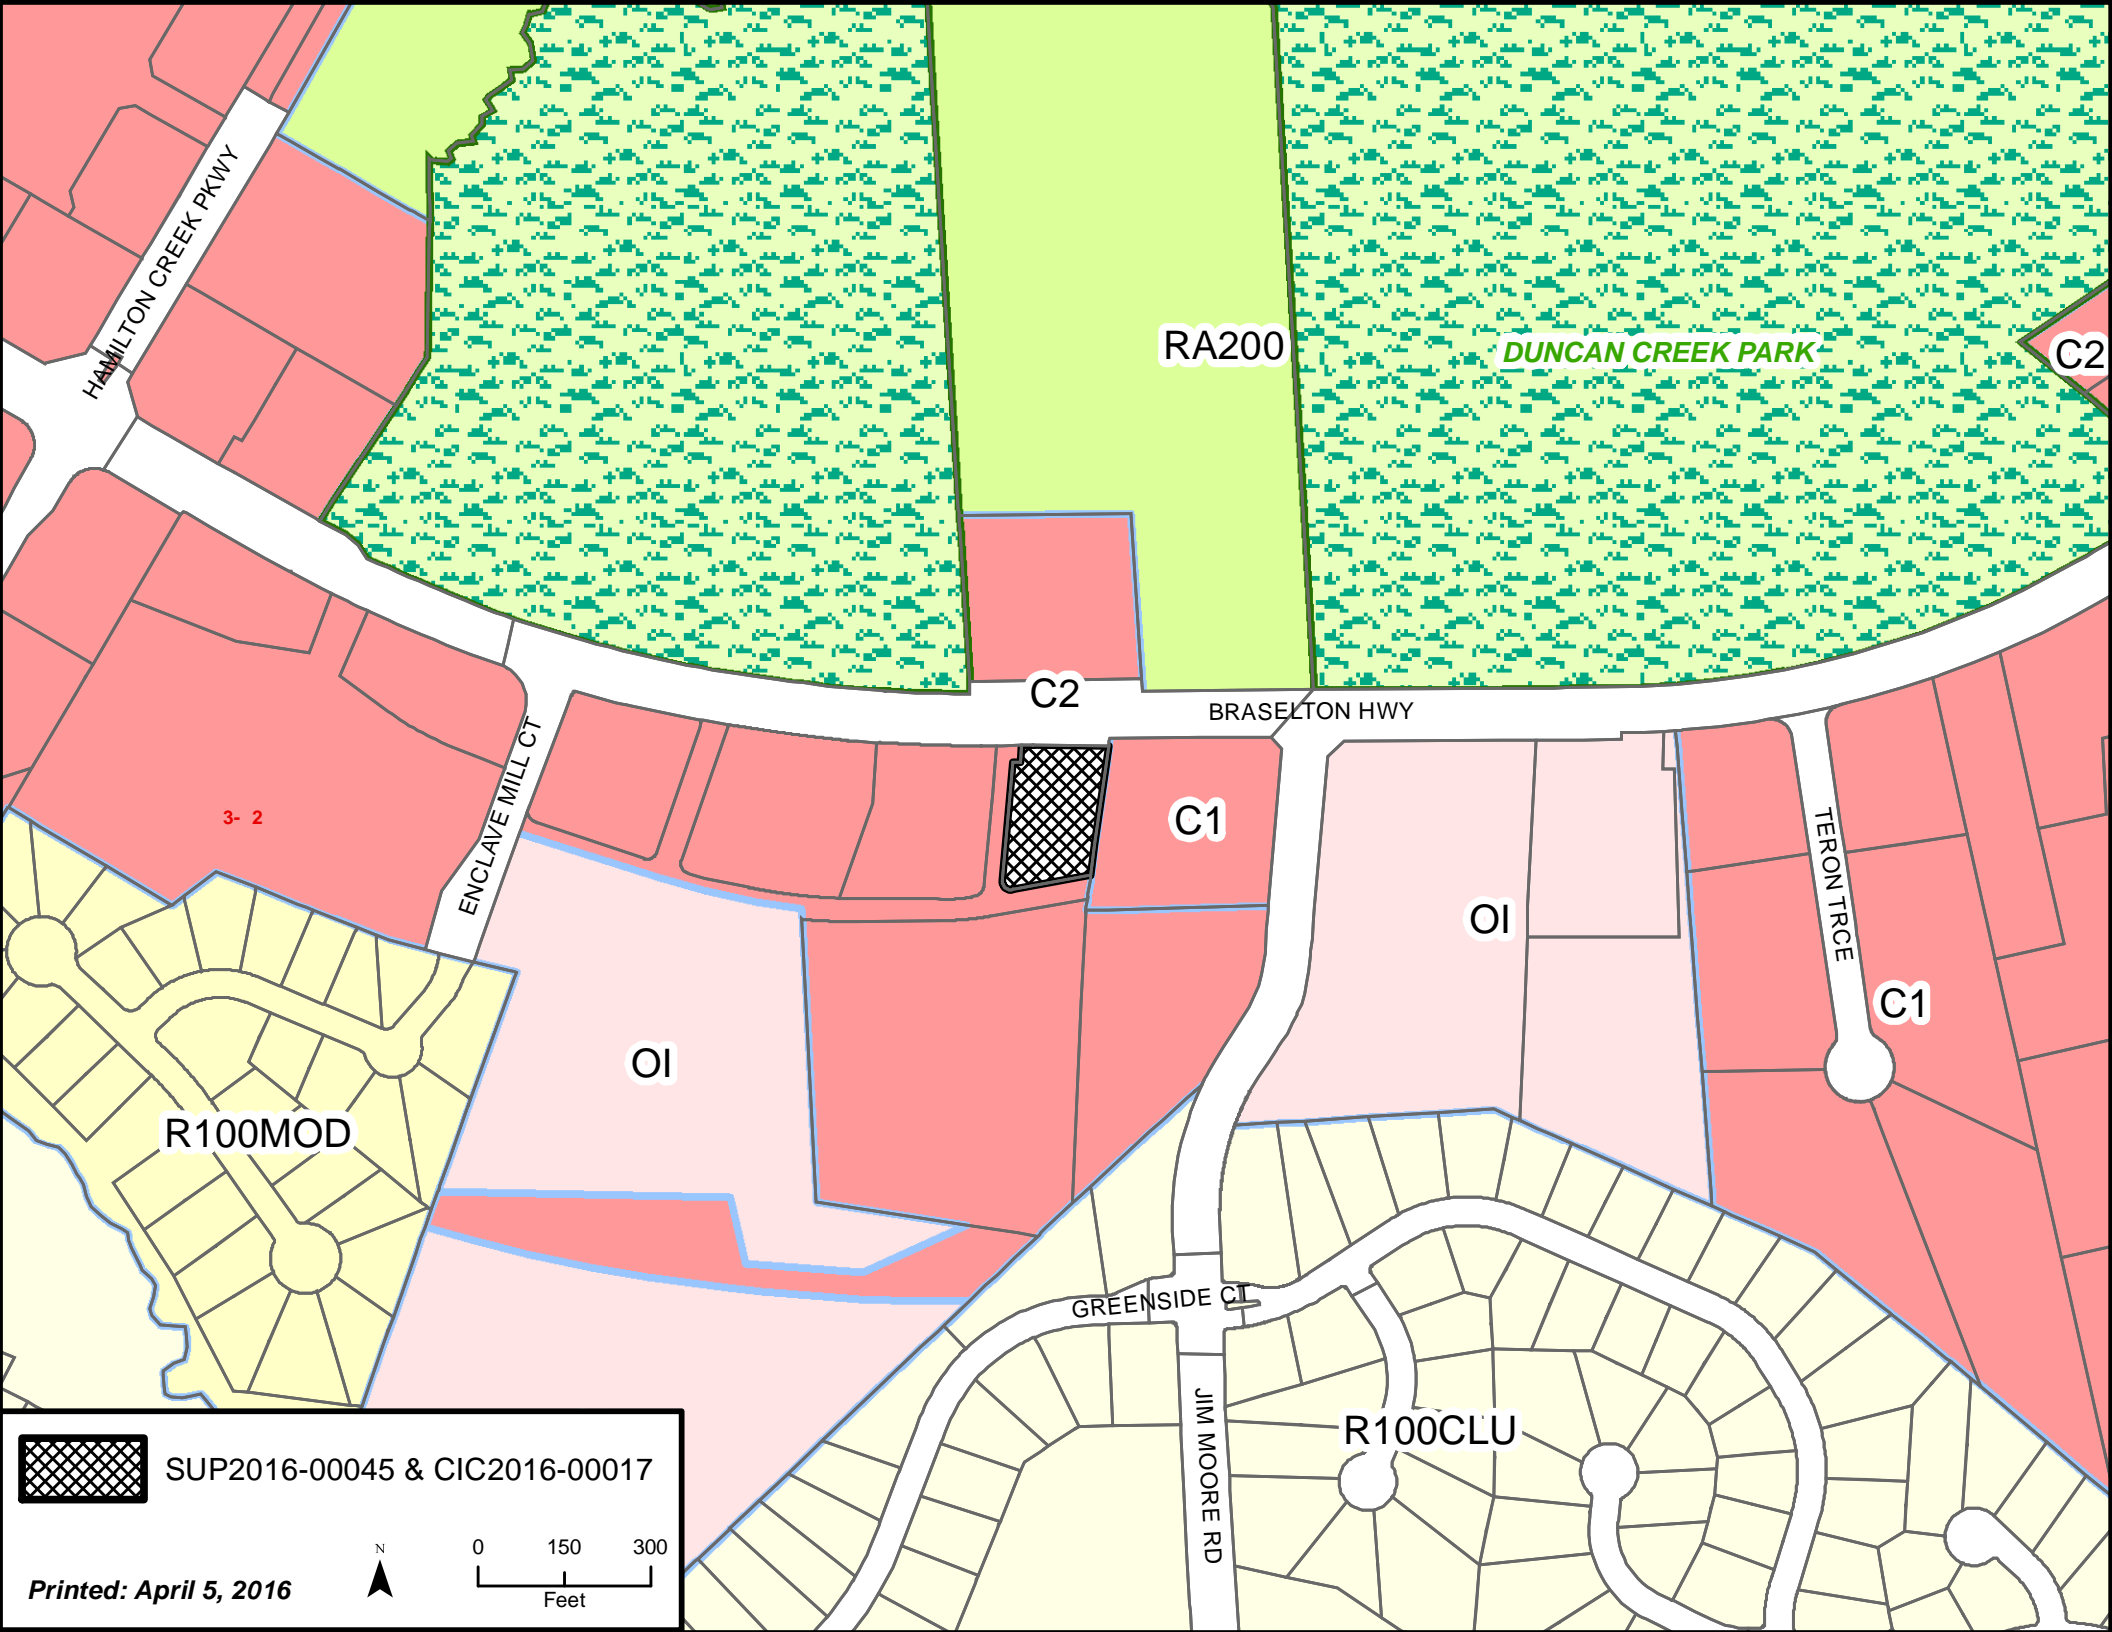 HAMILTON CREEK PKWY
RA200
DUNCAN CREEK PARK
C2
C2
BRASELTON HWY
3- 2
ENCLAVE MILL CT
C1
TERON TRCE
OI
C1
OI
R100MOD
GREENSIDE CT
JIM MOORE RD
R100CLU
SUP2016-00045 & CIC2016-00017
N
0 150 300
Feet
Printed: April 5, 2016